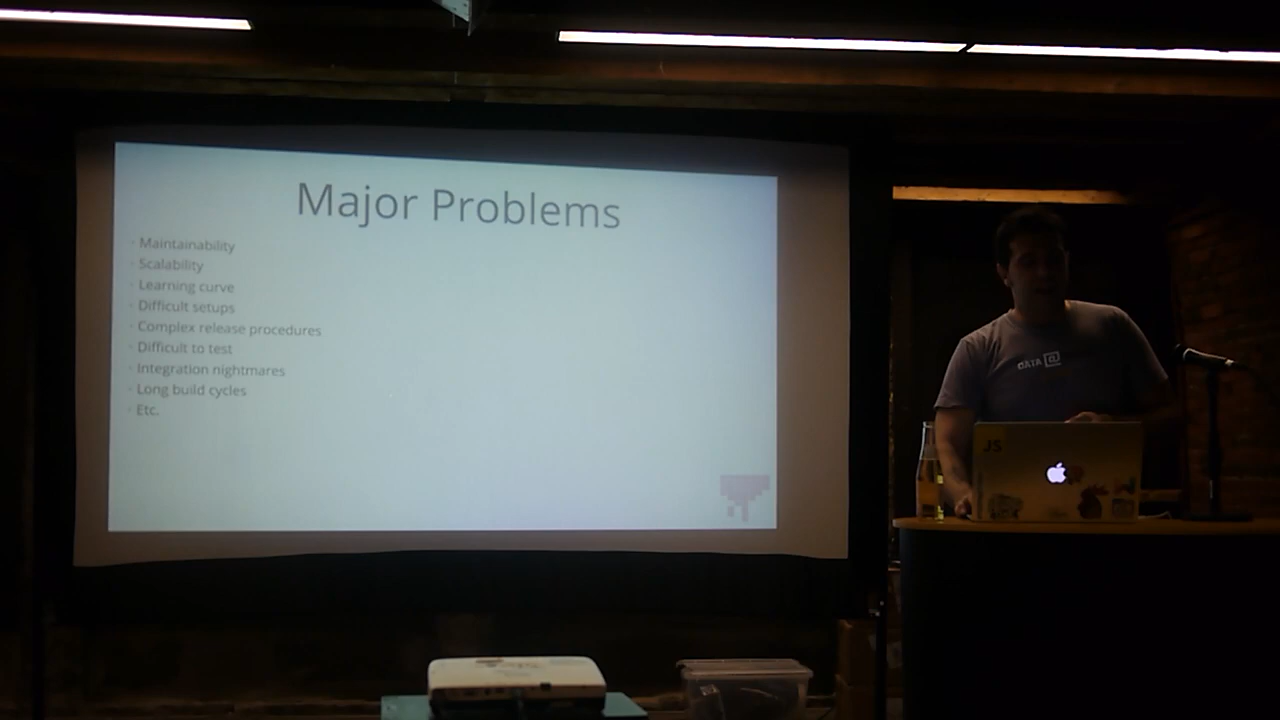 Major Problems
· Maintainability
· Scalability
· Learning curve
· Difficult setups
· Complex release procedures
· Difficult to test
· Integration nightmares
· Long build cycles
· Etc.
DATA @
JS